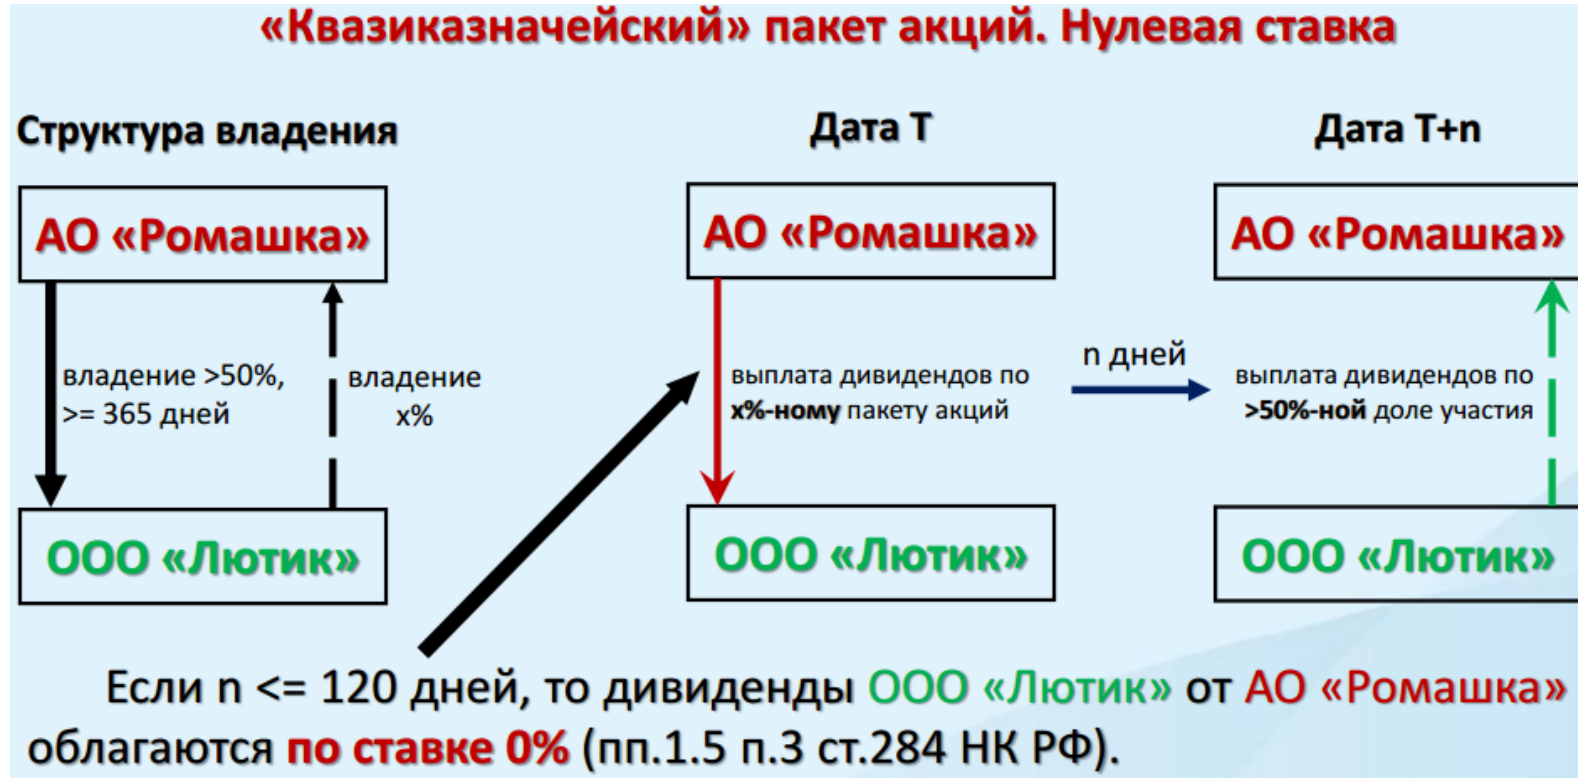 «Квазиказначейский» пакет акций. Нулевая ставка
Структура владения
АО «Ромашка»
владение >50%,
>= 365 дней
владение
х%
ООО «Лютик»
Дата Т
АО «Ромашка»
выплата дивидендов по
х%-ному пакету акций
ООО «Лютик»
n дней
Дата Т+n
АО «Ромашка»
выплата дивидендов по
>50%-ной доле участия
ООО «Лютик»
Если n <= 120 дней, то дивиденды ООО «Лютик» от АО «Ромашка»
облагаются по ставке 0% (пп.1.5 п.3 ст.284 НК РФ).